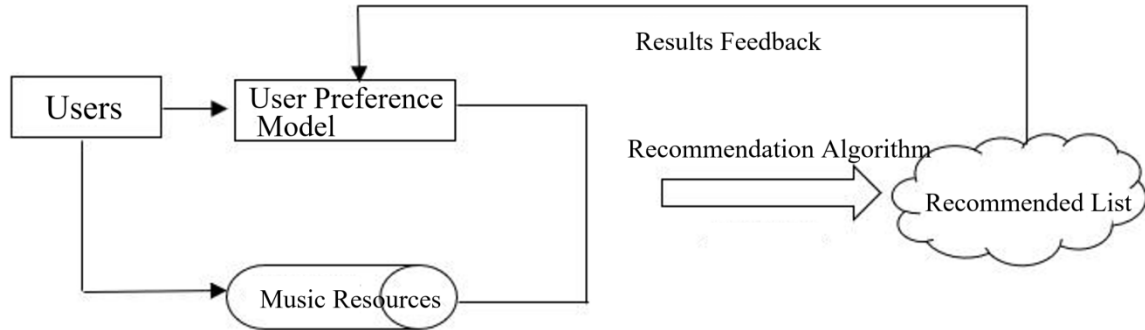 Results Feedback
Users
User Preference
Model
Recommendation Algorithm
Recommended List
Music Resources